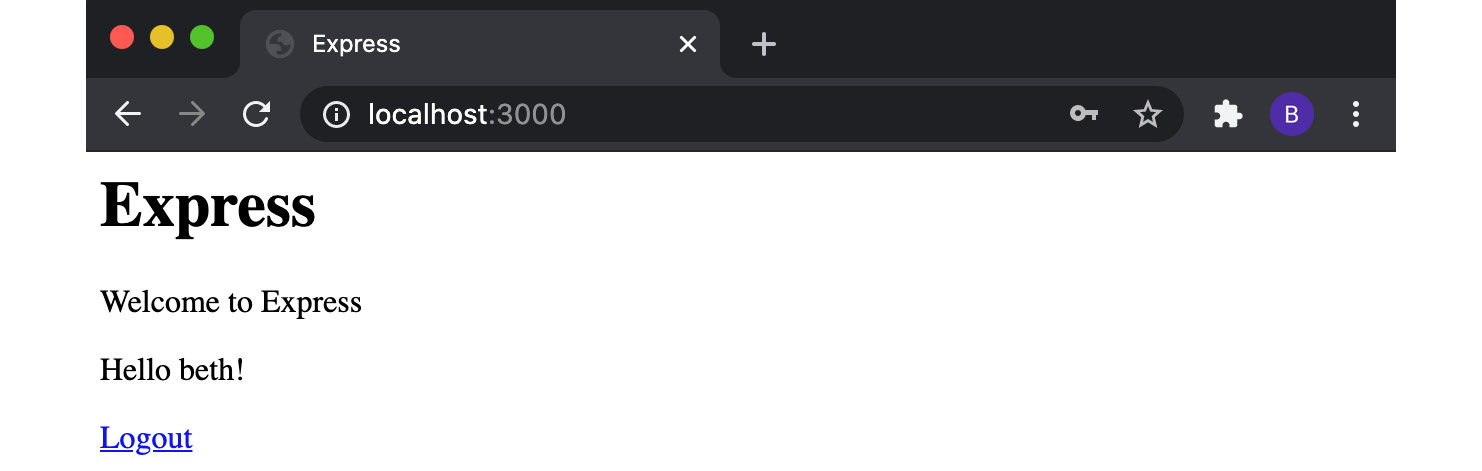 Express
localhost:3000
B
Express
Welcome to Express
Hello beth!
Logout